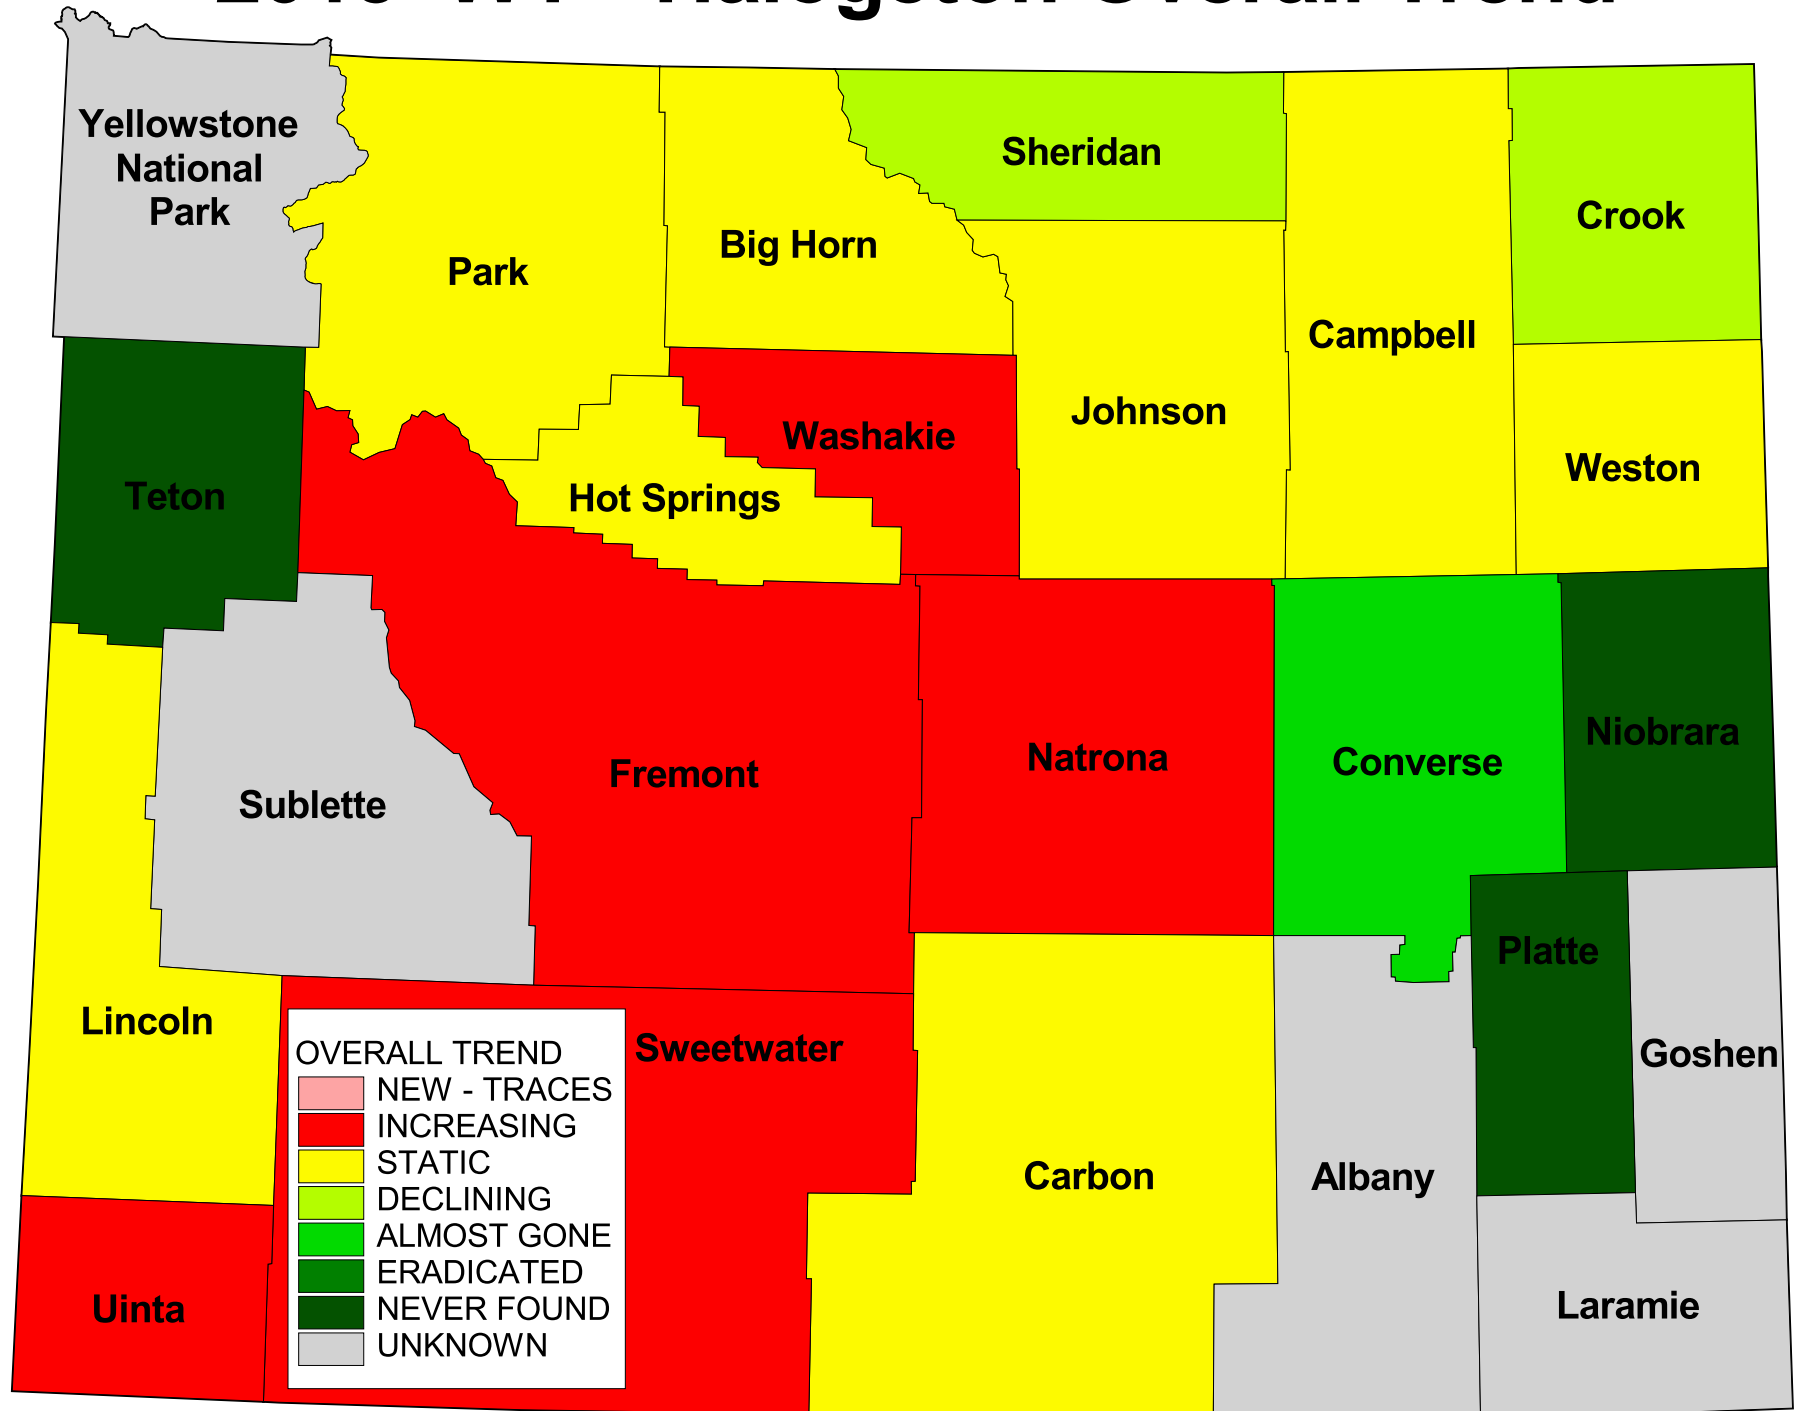 Yellowstone
National
Park
Park
Big Horn
Sheridan
Crook
Campbell
Johnson
Washakie
Weston
Teton
Hot Springs
Niobrara
Natrona
Converse
Fremont
Sublette
Platte
Lincoln
Sweetwater
Goshen
Carbon
Albany
Uinta
Laramie
OVERALL TREND
NEW - TRACES
INCREASING
STATIC
DECLINING
ALMOST GONE
ERADICATED
NEVER FOUND
UNKNOWN